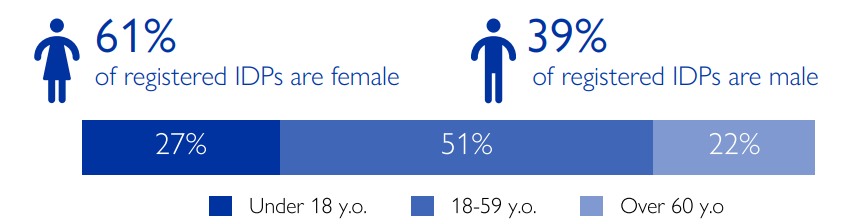 61%
of registered IDPs are female
39%
of registered IDPs are male
27% 51% 22%
Under 18 y.o. 18-59 y.o. Over 60 y.o